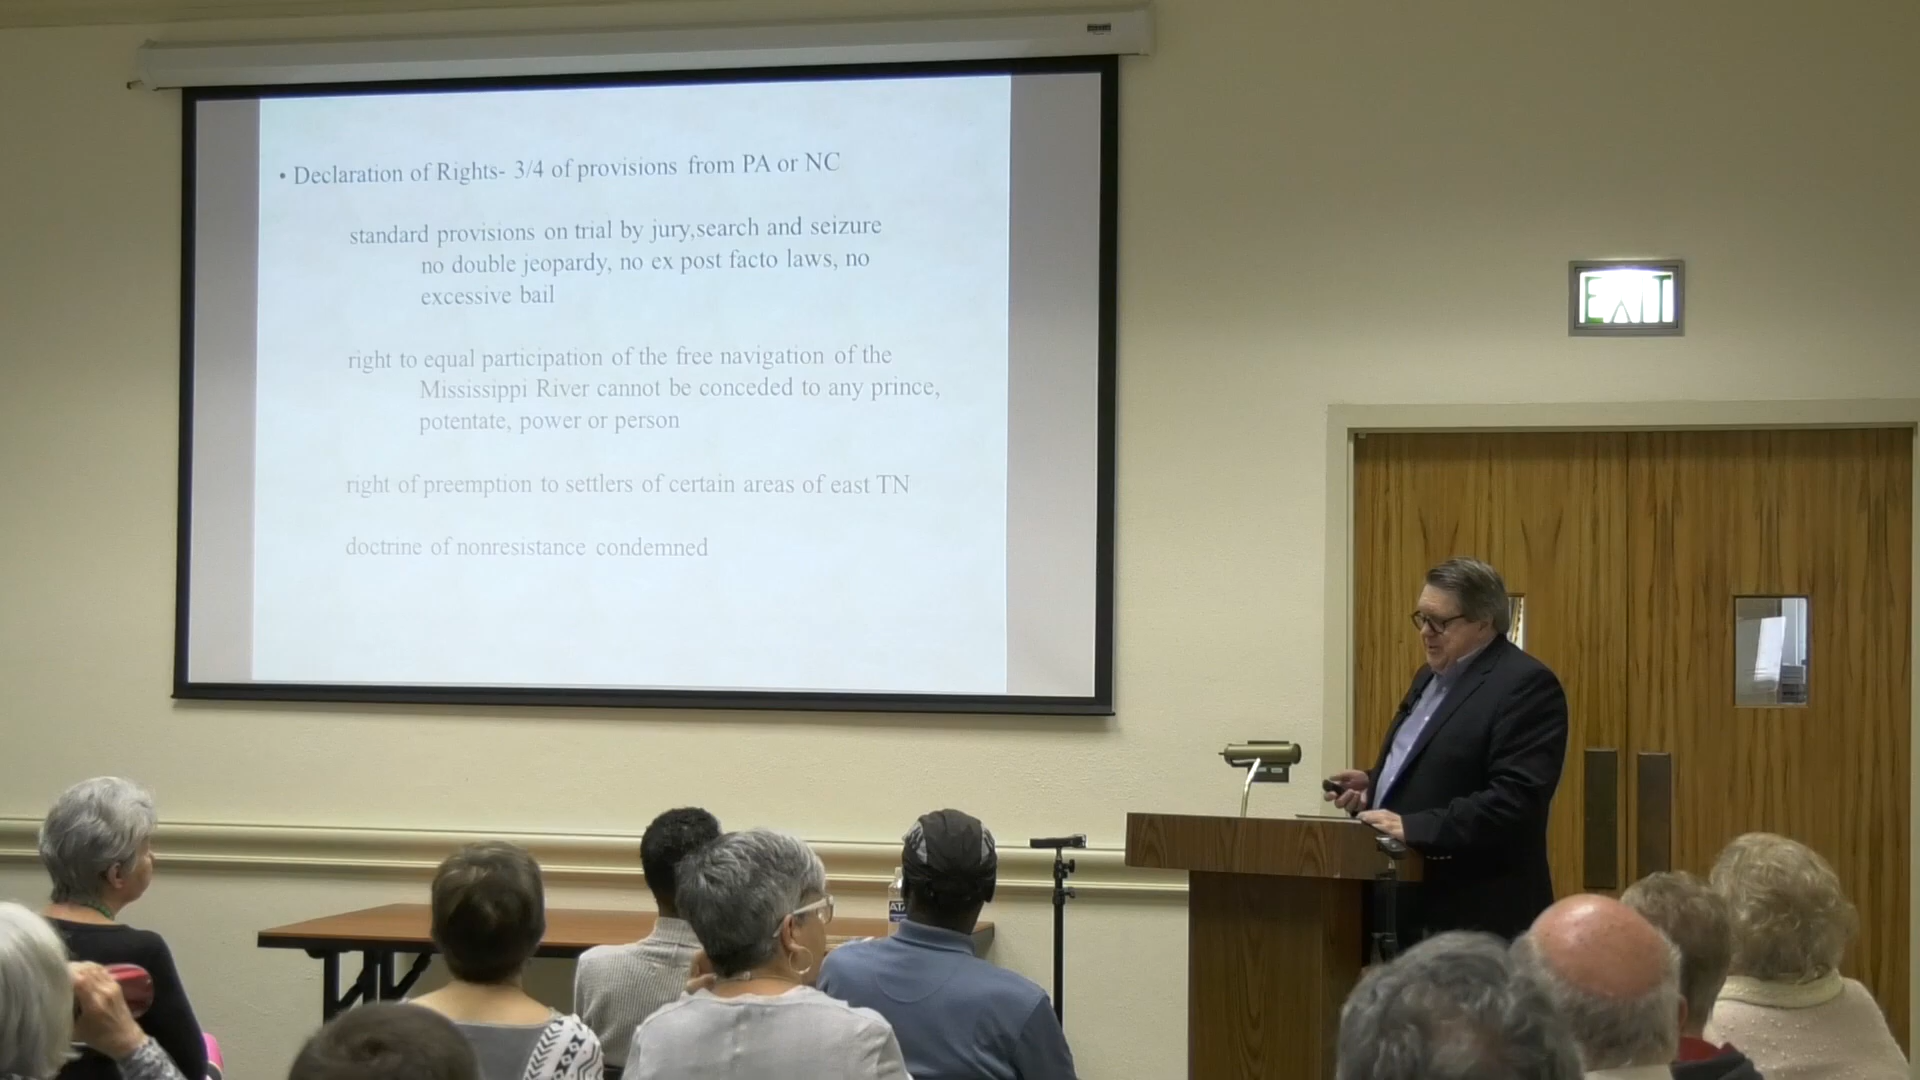 • Declaration of Rights- 3/4 of provisions from PA or NC
standard provisions on trial by jury,search and seizure
no double jeopardy, no ex post facto laws, no
excessive bail
right to equal participation of the free navigation of the
Mississippi River cannot be conceded to any prince,
potentate, power or person
right of preemption to settlers of certain areas of east TN
doctrine of nonresistance condemned
EXIT